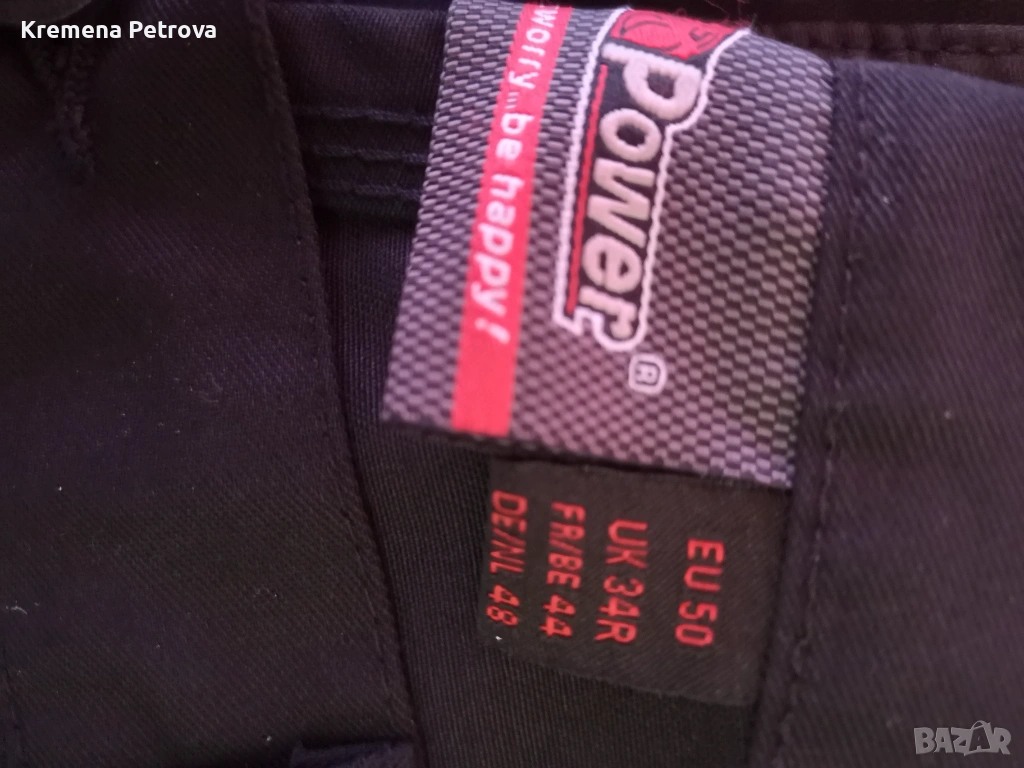 Kremena Petrova
Power®
worry...be happy!
EU 50
UK 34R
FR/BE 44
DE/NL 48
BAZAR